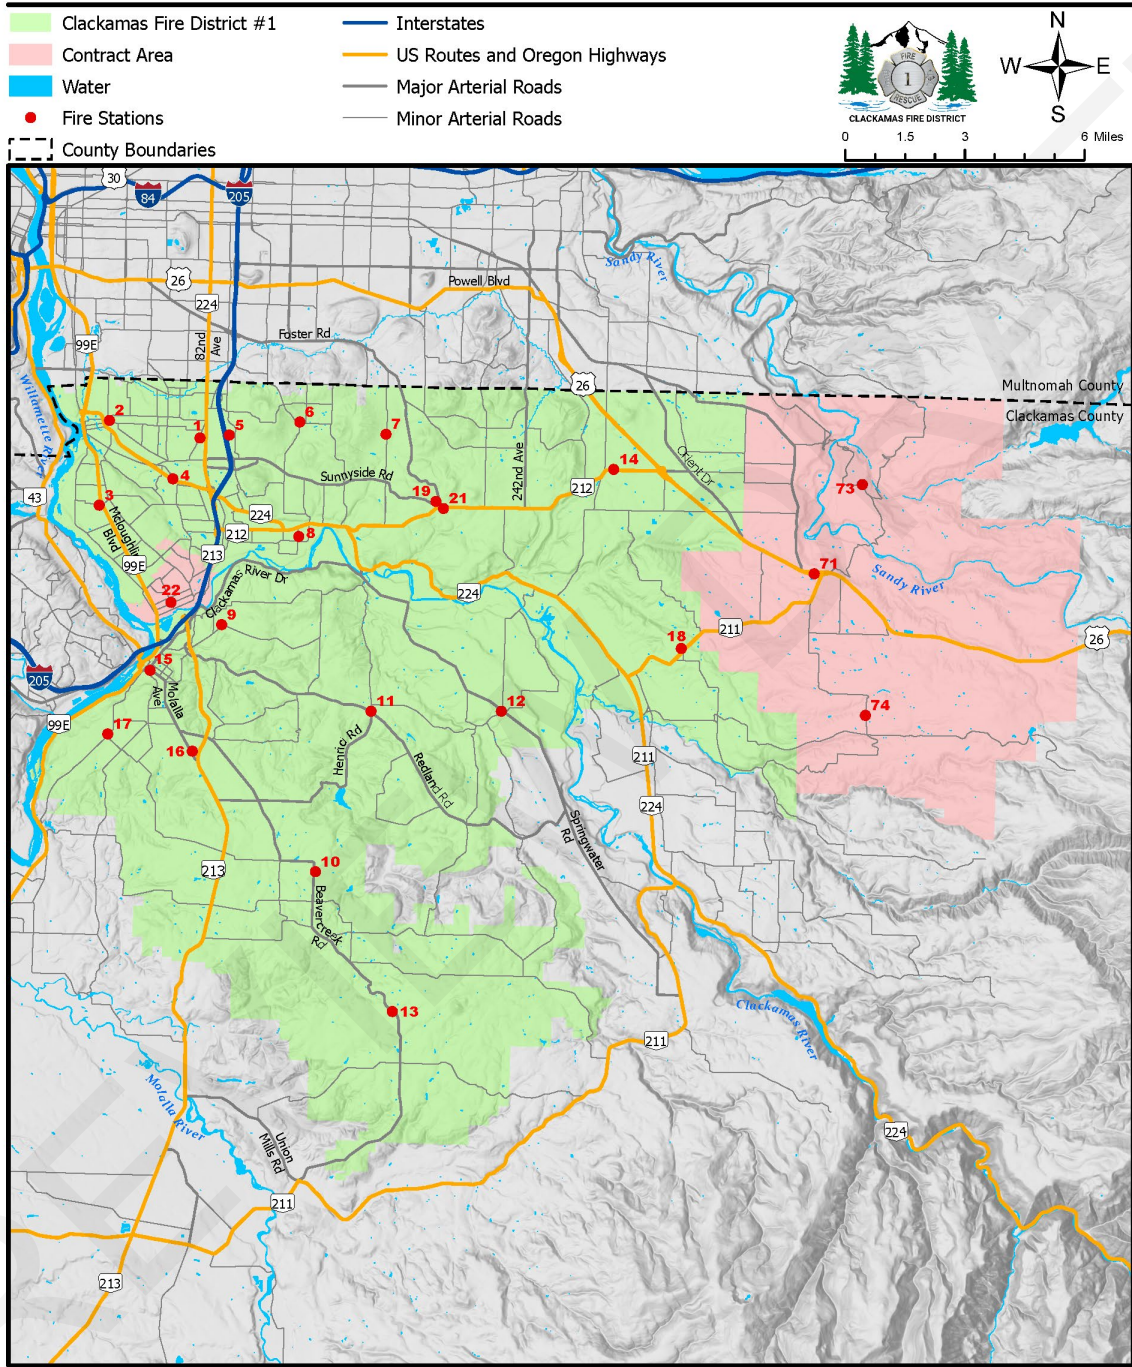 Clackamas Fire District #1
Contract Area
Water
Fire Stations
County Boundaries
Interstates
US Routes and Oregon Highways
Major Arterial Roads
Minor Arterial Roads
FIRE
1
RESCUE
CLACKAMAS FIRE DISTRICT
N
W E
S
0 1.5 3 6 Miles
30
84
205
Sandy River
26
Powell Blvd
224
Foster Rd
82nd
Ave
99E
26
Multnomah County
Clackamas County
Willamette River
2
1
5
6
7
242nd Ave
14
Orient Dr
4
Sunnyside Rd
212
73
43
3
19
21
224
212
8
Mcloughlin
Blvd
99E
213
71
Sandy River
22
Clackamas River Dr
224
9
211
18
26
205
15
Molalla
Ave
11
12
74
99E
17
16
Henrici Rd
Redland Rd
211
224
Springwater
Rd
213
10
Beavercreek
Rd
13
Clackamas River
211
Molalla River
224
Union
Mills Rd
211
213